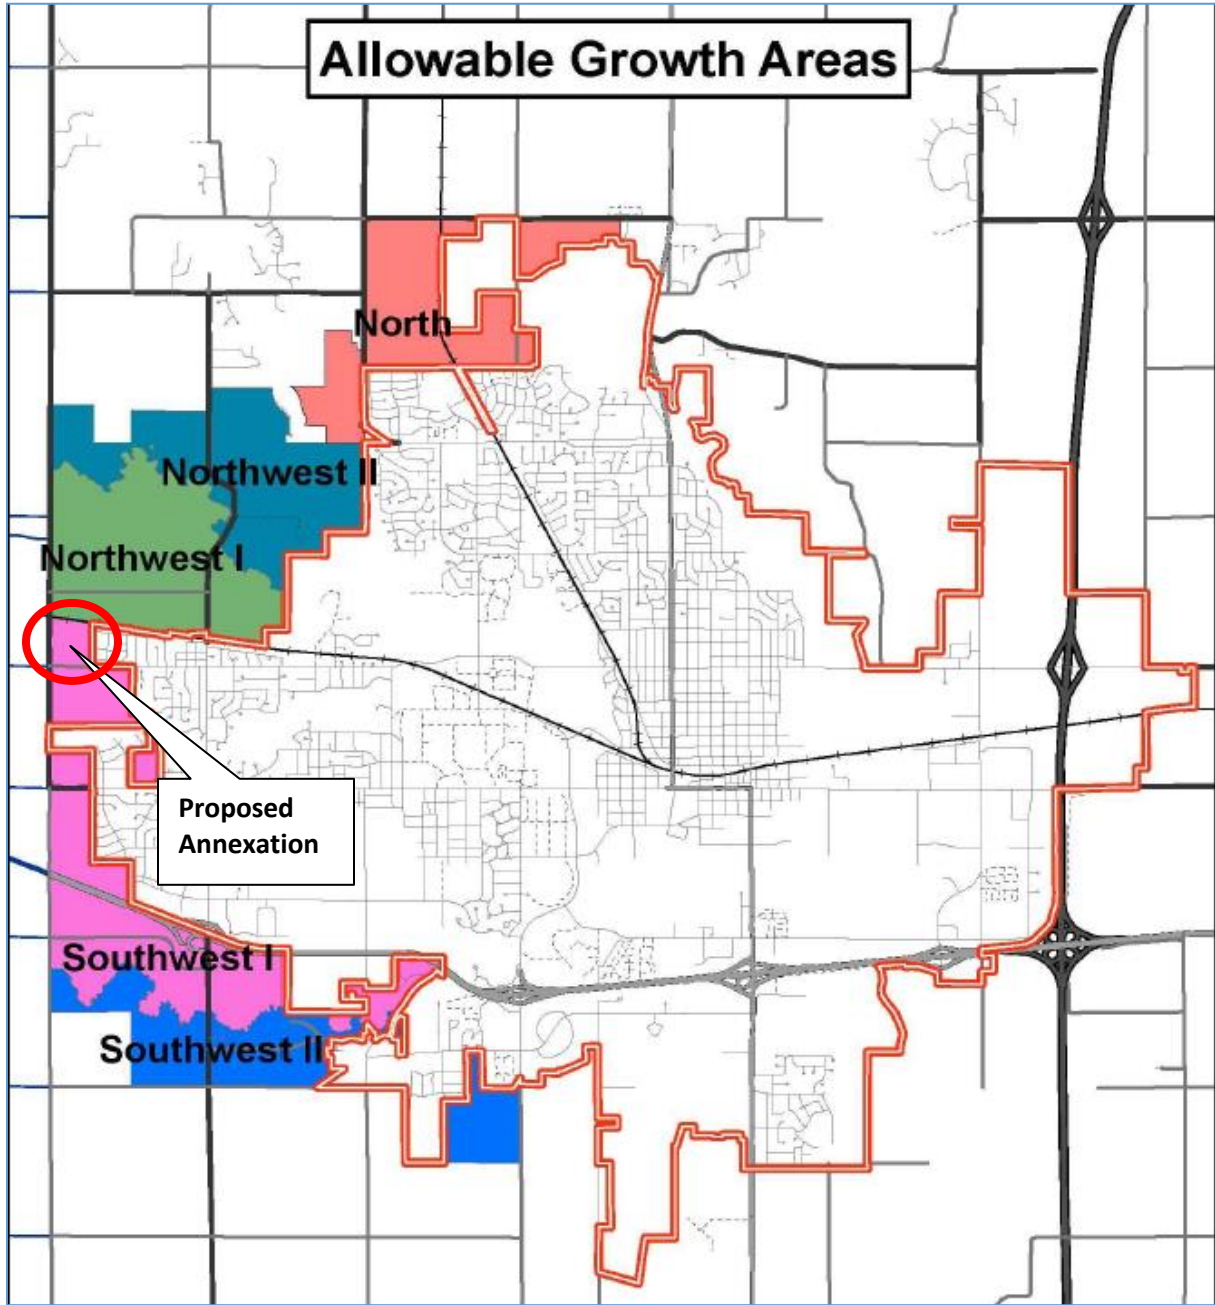 Allowable Growth Areas
North
Northwest II
Northwest I
Proposed
Annexation
Southwest I
Southwest II